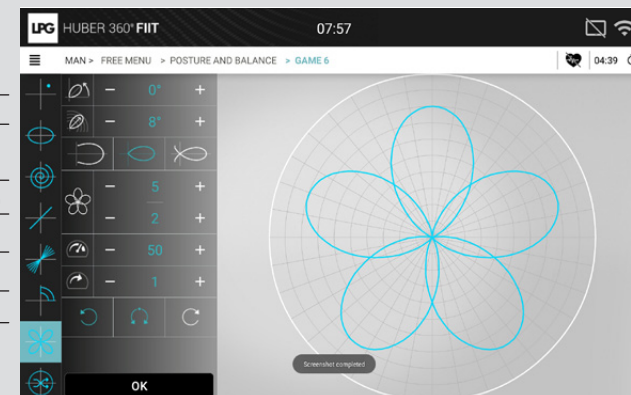 LPG HUBER 360° FIIT 07:57
MAN > FREE MENU > POSTURE AND BALANCE > GAME 6 04:39
− 0° +
− 8° +
− 5 +
− 2 +
− 50 +
− 1 +
Screenshot completed
OK